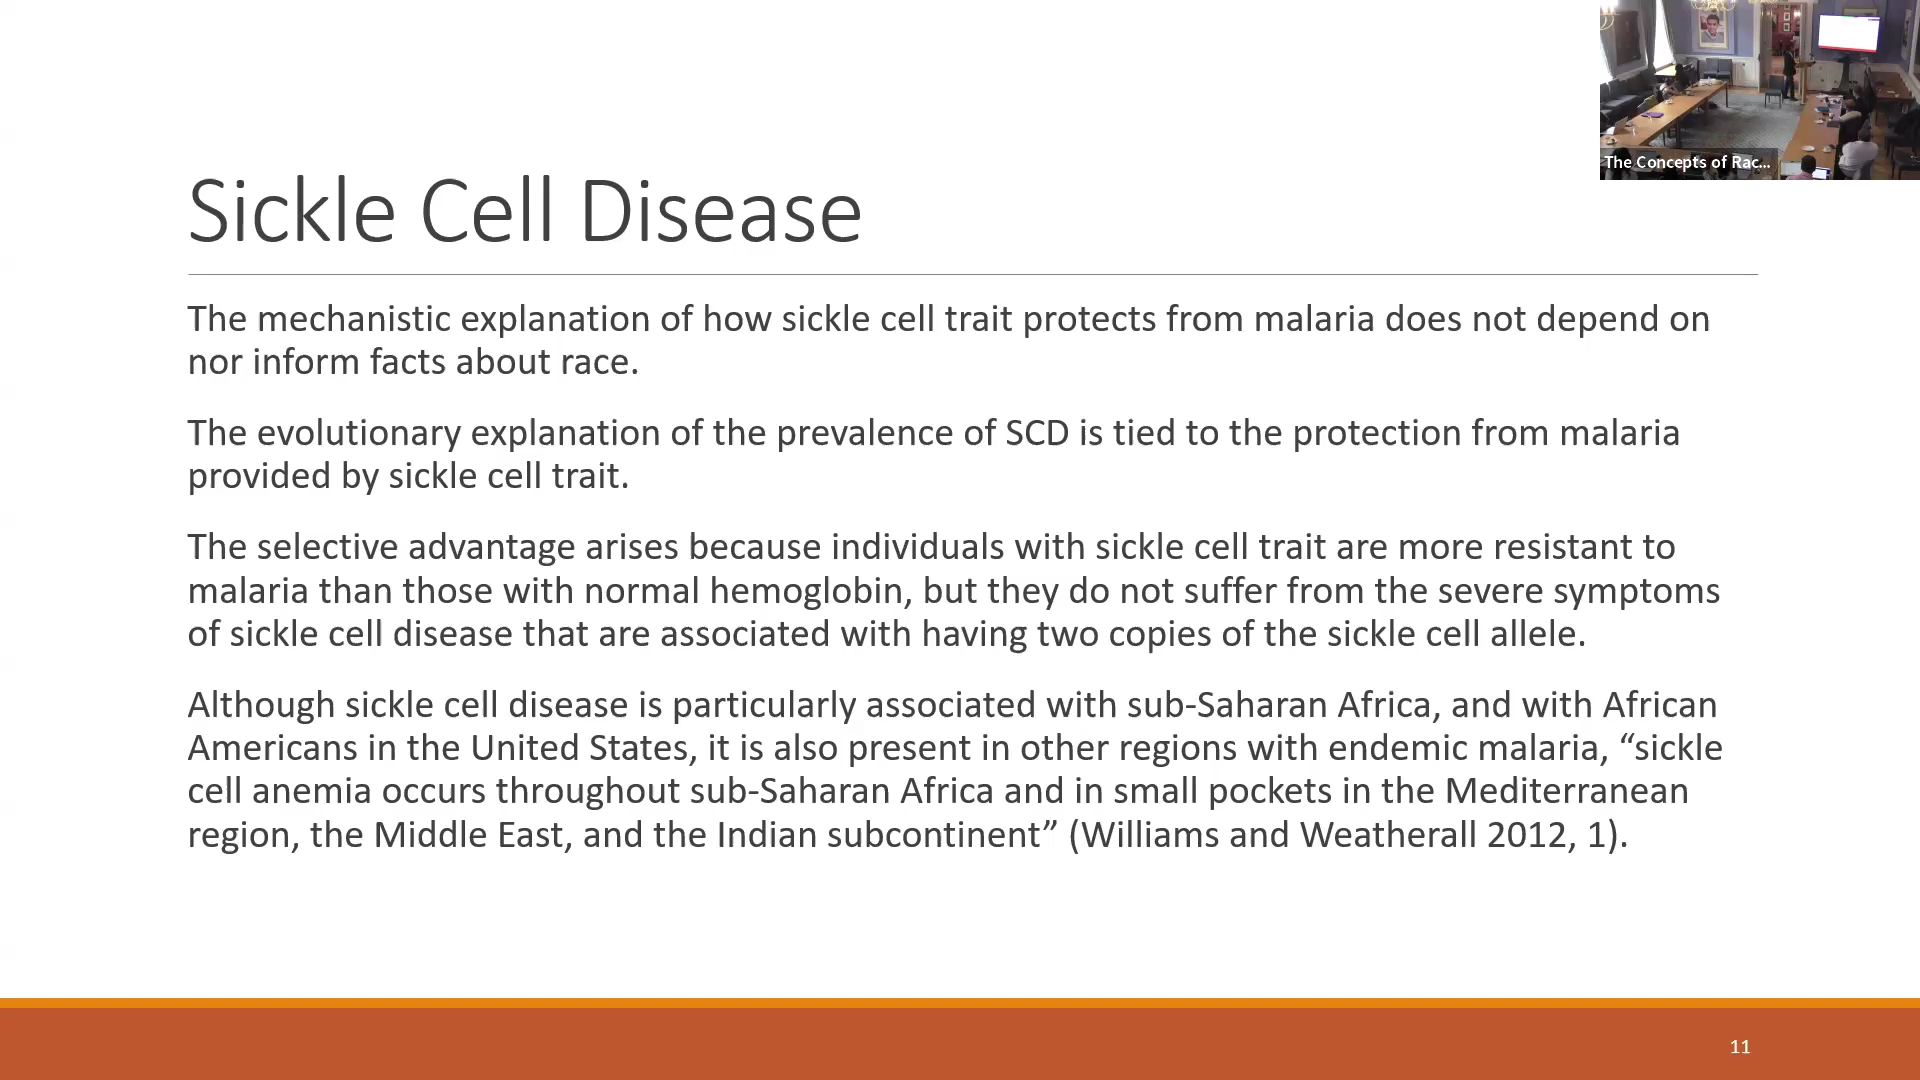 The Concepts of Rac...
Sickle Cell Disease
The mechanistic explanation of how sickle cell trait protects from malaria does not depend on
nor inform facts about race.
The evolutionary explanation of the prevalence of SCD is tied to the protection from malaria
provided by sickle cell trait.
The selective advantage arises because individuals with sickle cell trait are more resistant to
malaria than those with normal hemoglobin, but they do not suffer from the severe symptoms
of sickle cell disease that are associated with having two copies of the sickle cell allele.
Although sickle cell disease is particularly associated with sub-Saharan Africa, and with African
Americans in the United States, it is also present in other regions with endemic malaria, “sickle
cell anemia occurs throughout sub-Saharan Africa and in small pockets in the Mediterranean
region, the Middle East, and the Indian subcontinent” (Williams and Weatherall 2012, 1).
11